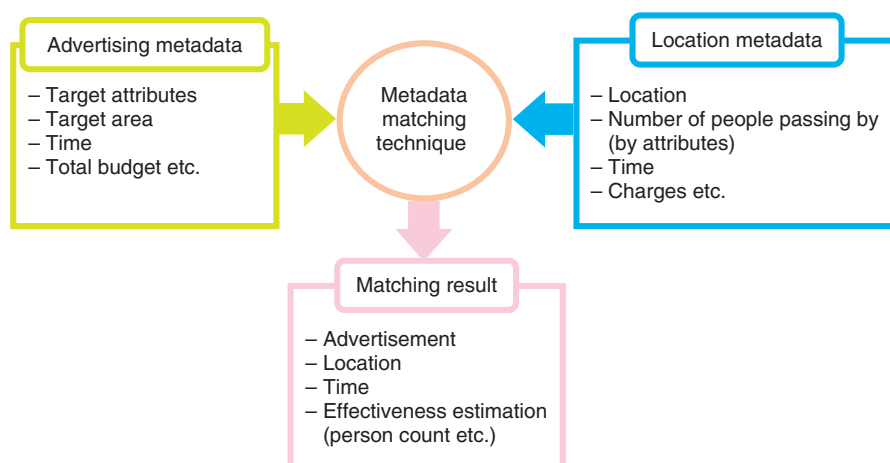 Advertising metadata
– Target attributes
– Target area
– Time
– Total budget etc.
Metadata
matching
technique
Location metadata
– Location
– Number of people passing by
(by attributes)
– Time
– Charges etc.
Matching result
– Advertisement
– Location
– Time
– Effectiveness estimation
(person count etc.)